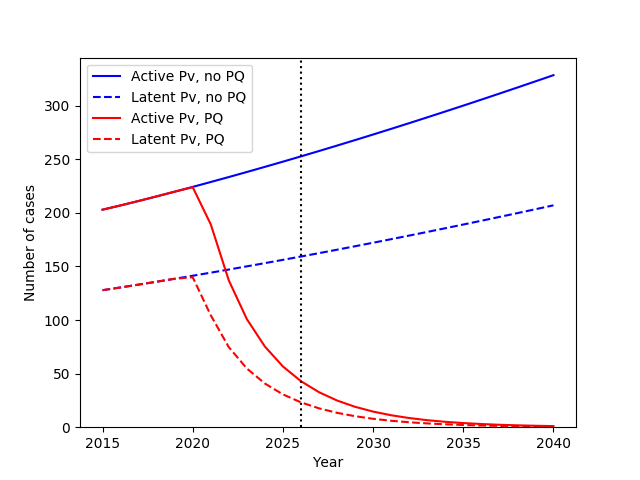 Active Pv, no PQ
Latent Pv, no PQ
Active Pv, PQ
Latent Pv, PQ
300
250
200
150
100
50
0
Number of cases
2015 2020 2025 2030 2035 2040
Year